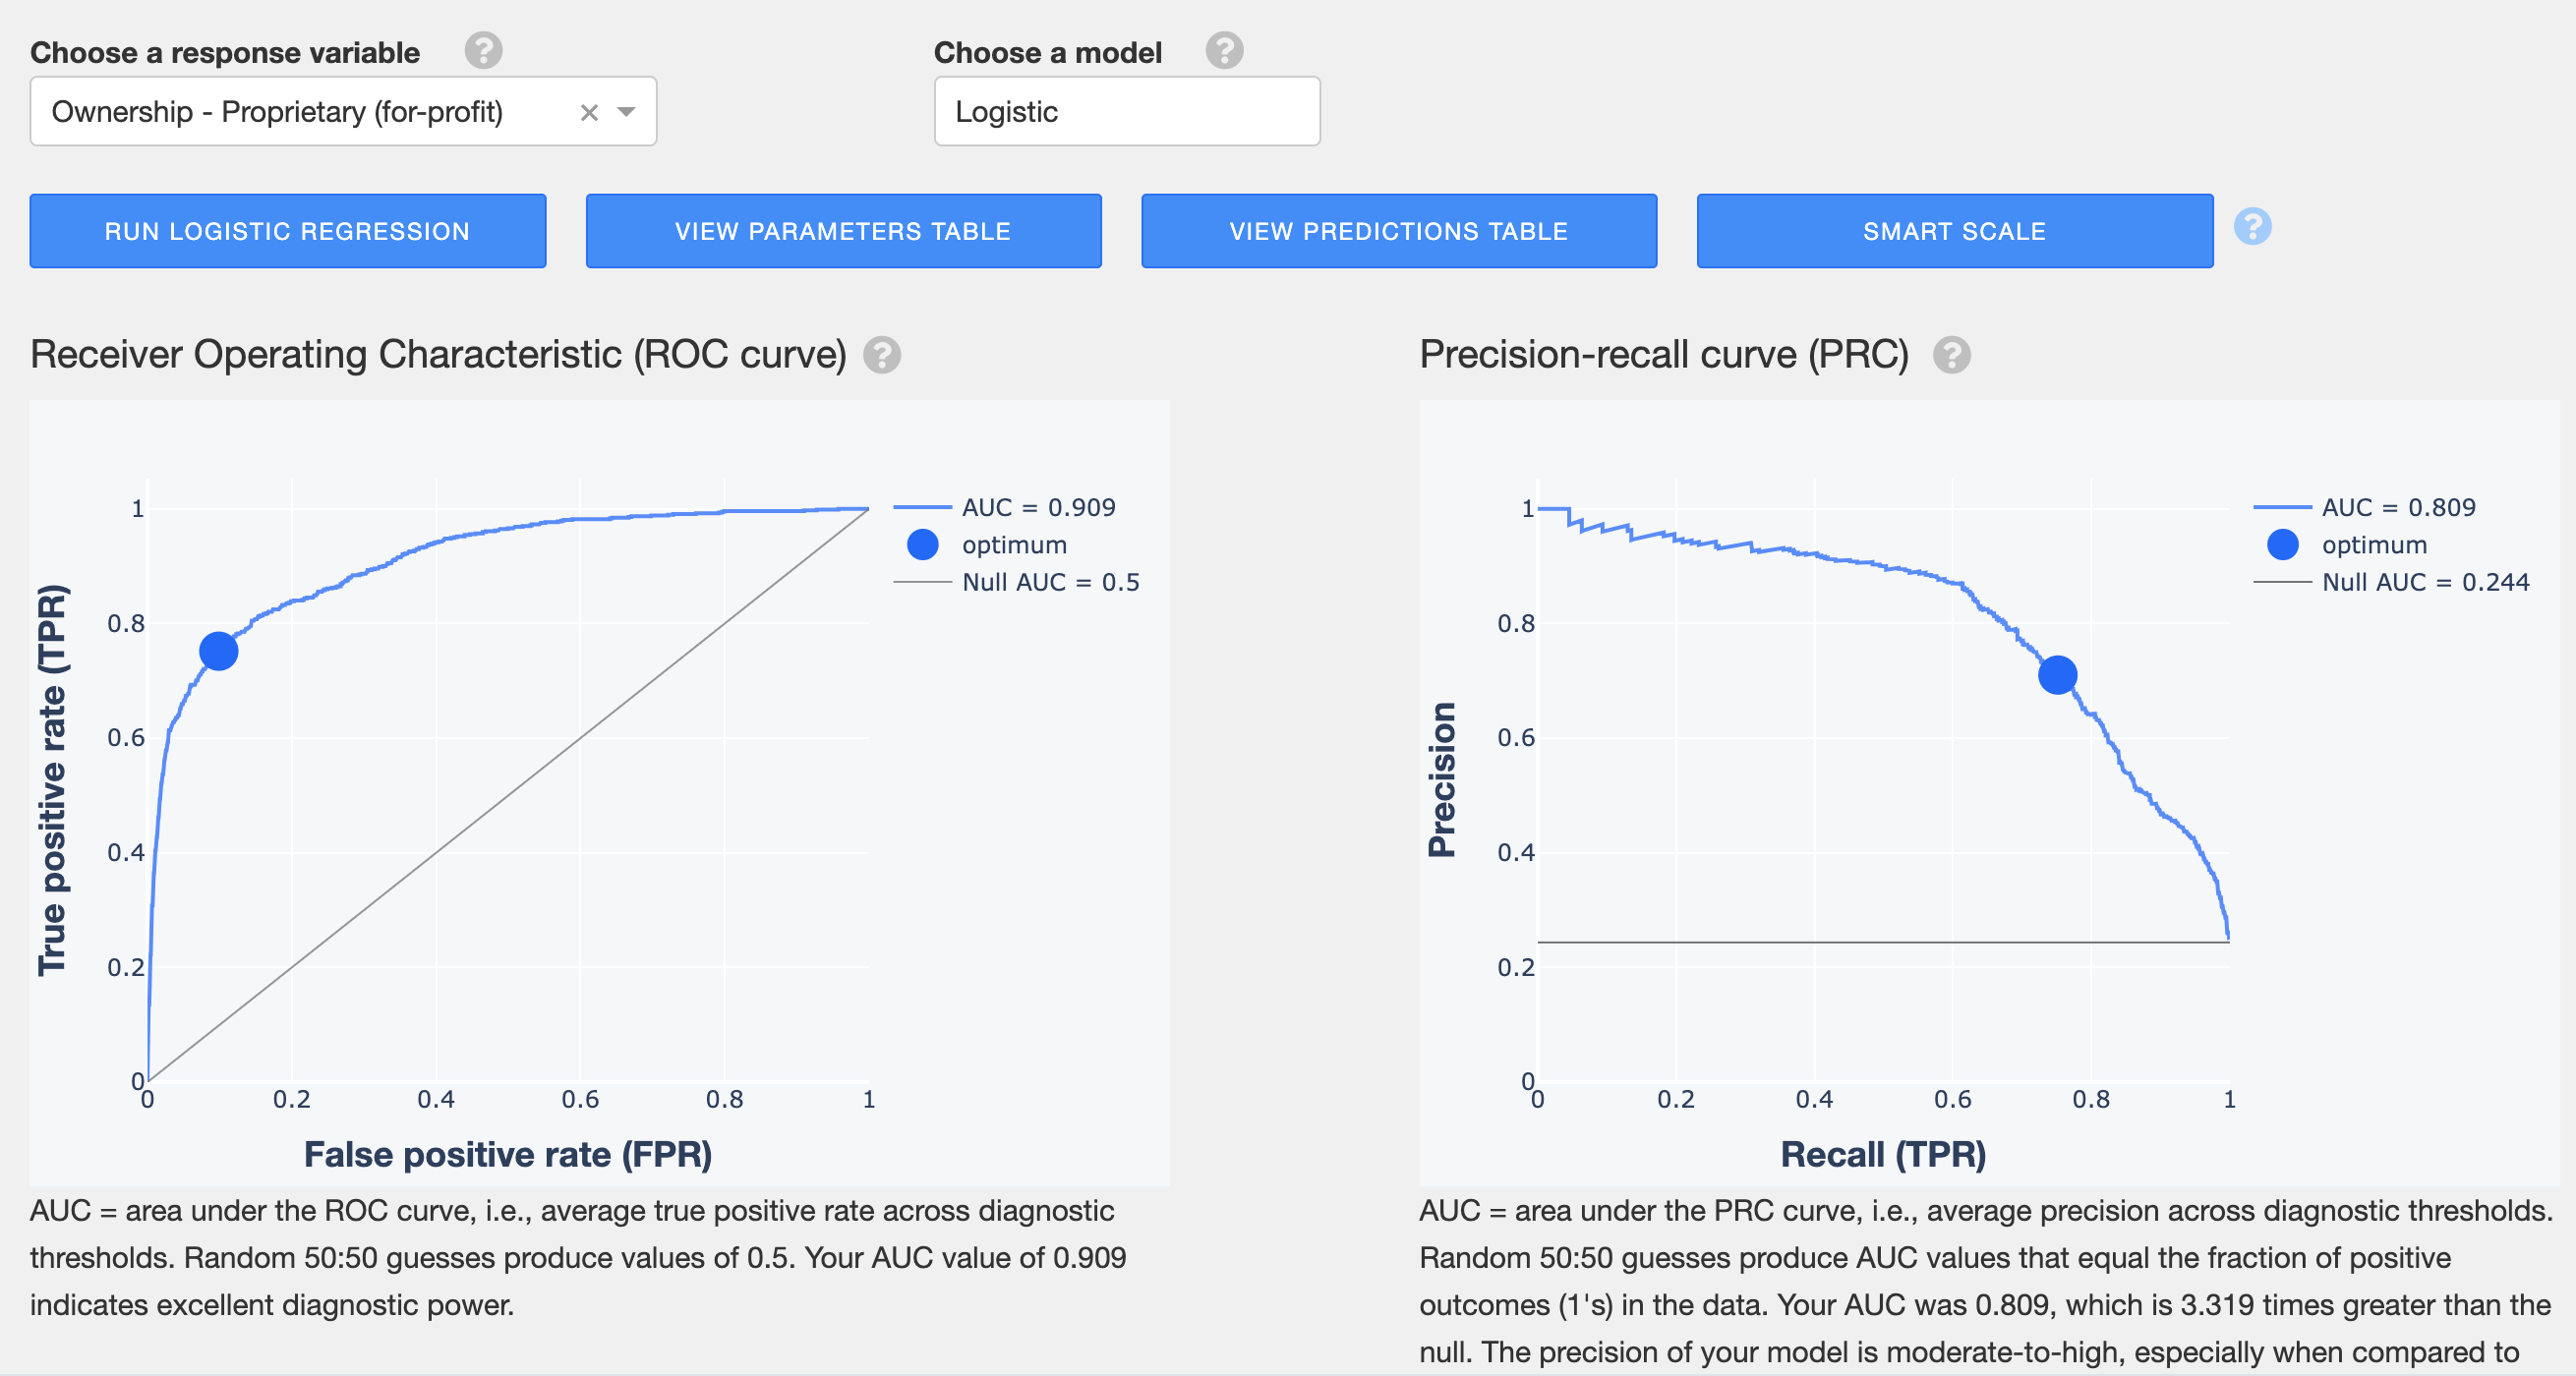 Choose a response variable ?
Choose a model ?
Ownership - Proprietary (for-profit) ×
Logistic
RUN LOGISTIC REGRESSION
VIEW PARAMETERS TABLE
VIEW PREDICTIONS TABLE
SMART SCALE
?
Receiver Operating Characteristic (ROC curve) ?
1
0.8
0.6
0.4
0.2
0
True positive rate (TPR)
0 0.2 0.4 0.6 0.8 1
False positive rate (FPR)
AUC = 0.909
optimum
Null AUC = 0.5
AUC = area under the ROC curve, i.e., average true positive rate across diagnostic
thresholds. Random 50:50 guesses produce values of 0.5. Your AUC value of 0.909
indicates excellent diagnostic power.
Precision-recall curve (PRC) ?
1
0.8
0.6
0.4
0.2
0
Precision
0 0.2 0.4 0.6 0.8 1
Recall (TPR)
AUC = 0.809
optimum
Null AUC = 0.244
AUC = area under the PRC curve, i.e., average precision across diagnostic thresholds.
Random 50:50 guesses produce AUC values that equal the fraction of positive
outcomes (1's) in the data. Your AUC was 0.809, which is 3.319 times greater than the
null. The precision of your model is moderate-to-high, especially when compared to